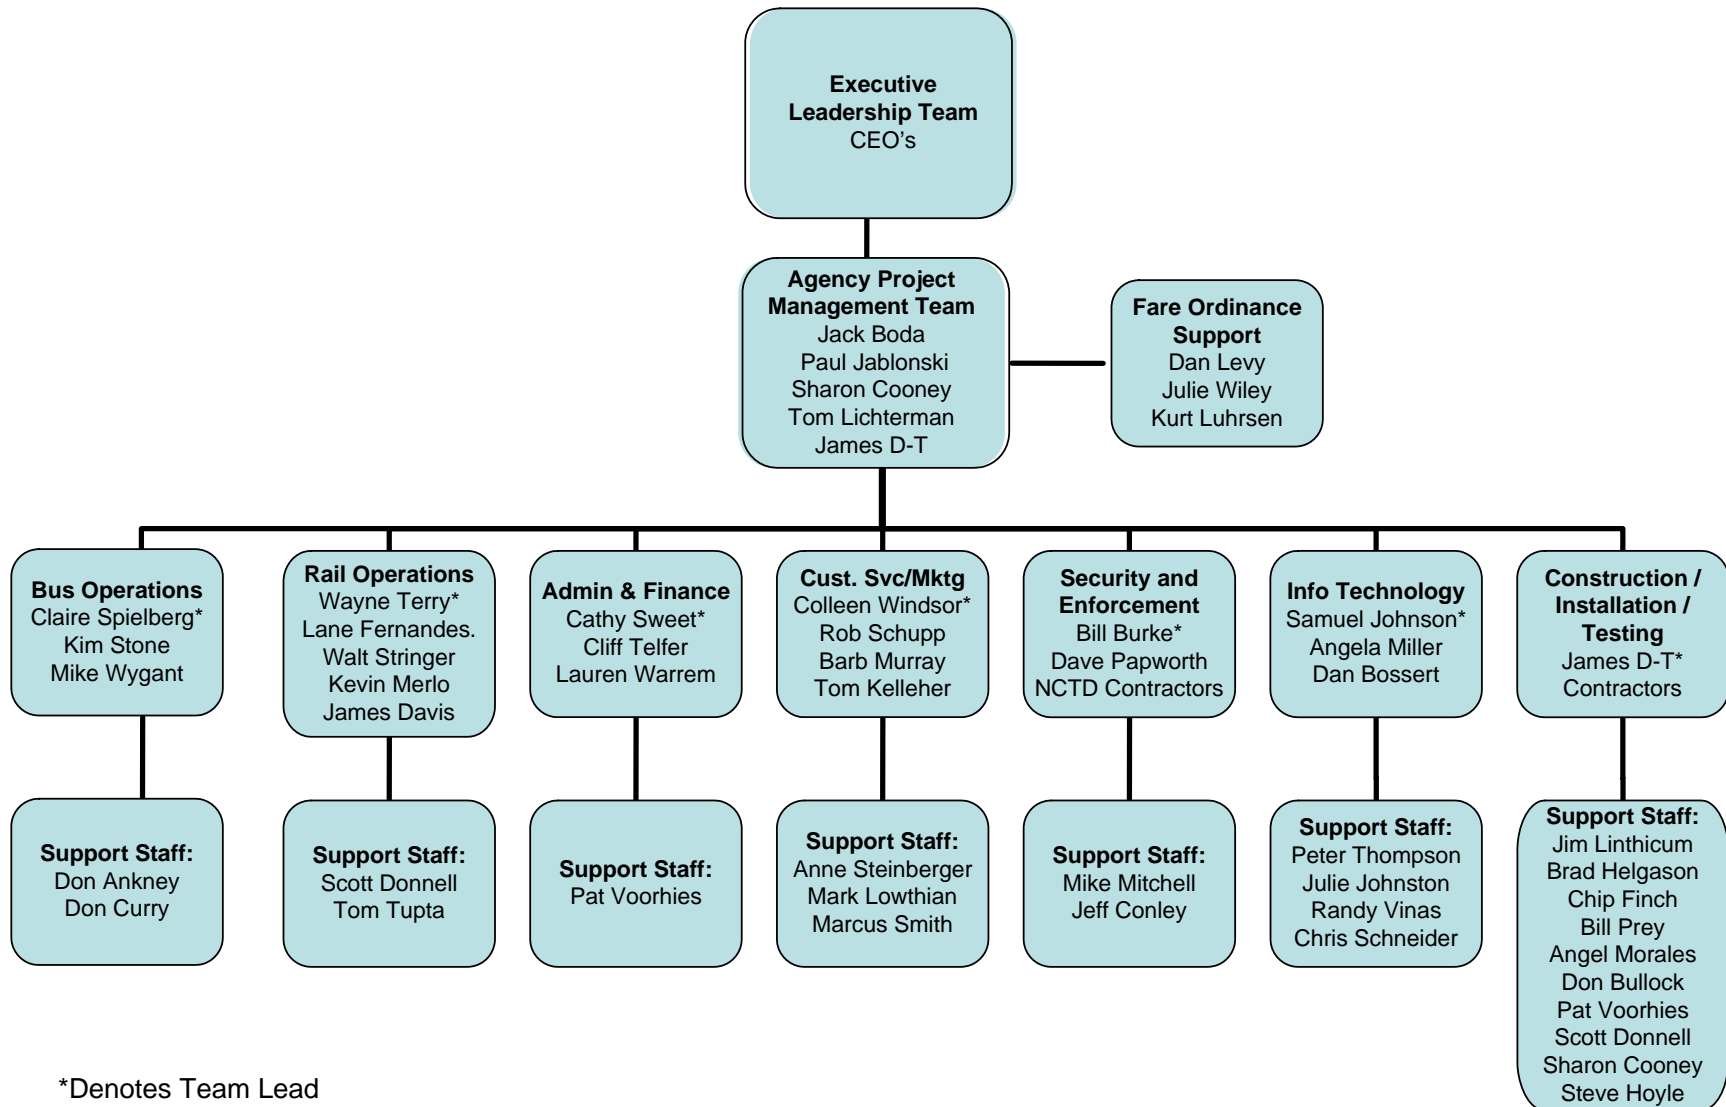 Executive
Leadership Team
CEO's
Agency Project
Management Team
Jack Boda
Paul Jablonski
Sharon Cooney
Tom Lichterman
James D-T
Fare Ordinance
Support
Dan Levy
Julie Wiley
Kurt Luhrsen
Bus Operations
Claire Spielberg*
Kim Stone
Mike Wygant
Rail Operations
Wayne Terry*
Lane Fernandes.
Walt Stringer
Kevin Merlo
James Davis
Admin & Finance
Cathy Sweet*
Cliff Telfer
Lauren Warrem
Cust. Svc/Mktg
Colleen Windsor*
Rob Schupp
Barb Murray
Tom Kelleher
Security and
Enforcement
Bill Burke*
Dave Papworth
NCTD Contractors
Info Technology
Samuel Johnson*
Angela Miller
Dan Bossert
Construction /
Installation /
Testing
James D-T*
Contractors
Support Staff:
Don Ankney
Don Curry
Support Staff:
Scott Donnell
Tom Tupta
Support Staff:
Pat Voorhies
Support Staff:
Anne Steinberger
Mark Lowthian
Marcus Smith
Support Staff:
Mike Mitchell
Jeff Conley
Support Staff:
Peter Thompson
Julie Johnston
Randy Vinas
Chris Schneider
Support Staff:
Jim Linthicum
Brad Helgason
Chip Finch
Bill Prey
Angel Morales
Don Bullock
Pat Voorhies
Scott Donnell
Sharon Cooney
Steve Hoyle
*Denotes Team Lead